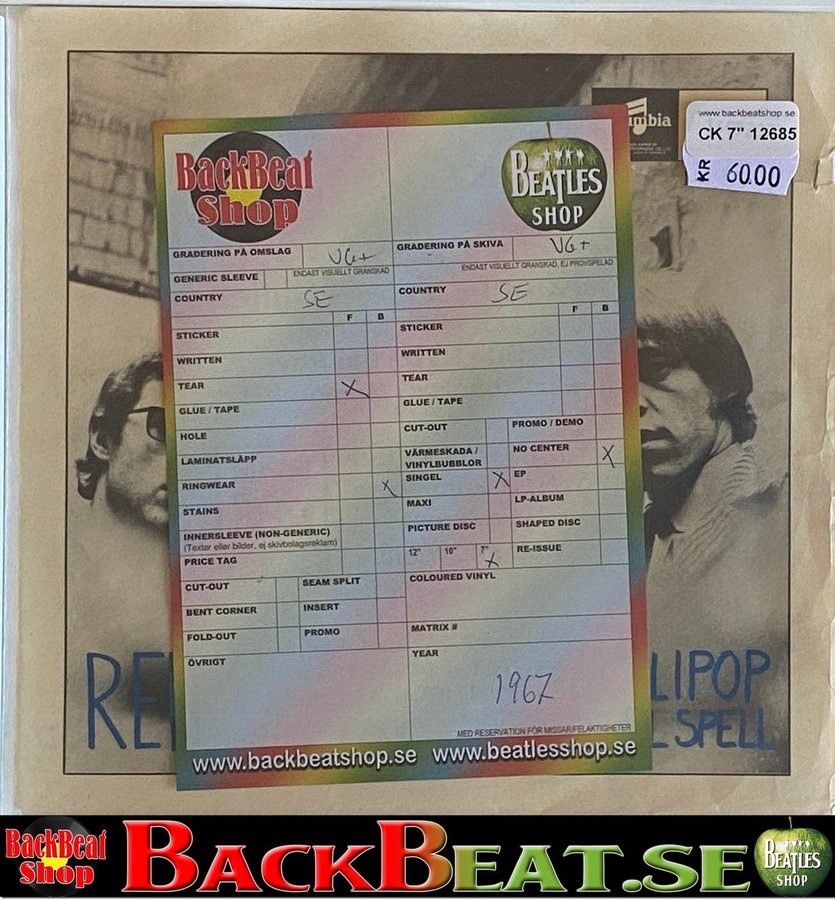 mbia
www.backbeatshop.se
CK 7" 12685
KR 60.00
BackBeat
Shop
BEATLES
SHOP
GRADERING PÅ OMSLAG VG+
ENDAST VISUELLT GRANSKAD
GENERIC SLEEVE
COUNTRY SE
F B
STICKER
WRITTEN
TEAR X
GLUE / TAPE
HOLE
LAMINATSLÄPP
RINGWEAR X
STAINS
INNERSLEEVE (NON-GENERIC)
(Texter eller bilder, ej skivbolagsreklam)
PRICE TAG
CUT-OUT SEAM SPLIT
BENT CORNER INSERT
FOLD-OUT PROMO
ÖVRIGT
GRADERING PÅ SKIVA VG+
ENDAST VISUELLT GRANSKAD, EJ PROVSPELAD
COUNTRY SE
F B
STICKER
WRITTEN
TEAR
GLUE / TAPE
CUT-OUT PROMO / DEMO
VÄRMESKADA /
VINYLBUBBLOR NO CENTER X
SINGEL X EP
MAXI LP-ALBUM
PICTURE DISC SHAPED DISC
12" 10" 7" X RE-ISSUE
COLOURED VINYL
MATRIX #
YEAR
1967
MED RESERVATION FÖR MISSAR/FELAKTIGHETER
www.backbeatshop.se www.beatlesshop.se
RE LIPOP
L SPELL
BackBeat
Shop
BACKBEAT.SE
BEATLES
SHOP